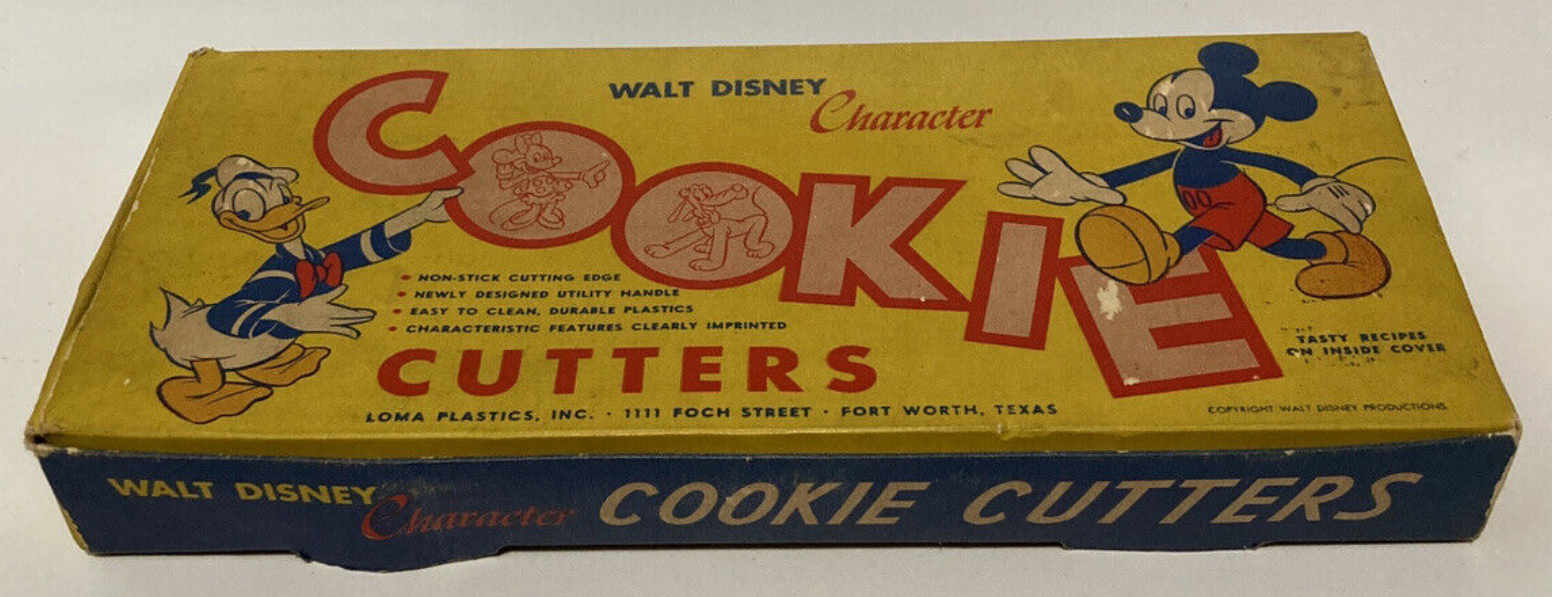 WALT DISNEY
Character
COOKIE
• NON-STICK CUTTING EDGE
• NEWLY DESIGNED UTILITY HANDLE
• EASY TO CLEAN, DURABLE PLASTICS
• CHARACTERISTIC FEATURES CLEARLY IMPRINTED
CUTTERS
LOMA PLASTICS, INC. · 1111 FOCH STREET · FORT WORTH, TEXAS
TASTY RECIPES
ON INSIDE COVER
COPYRIGHT WALT DISNEY PRODUCTIONS
WALT DISNEY Character COOKIE CUTTERS